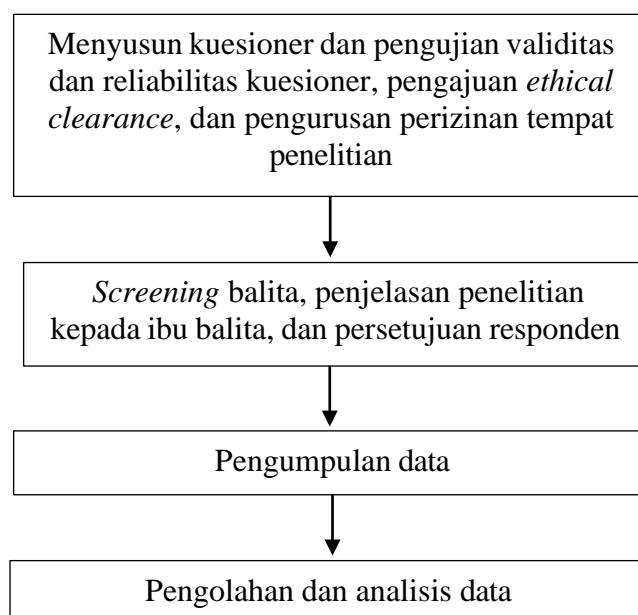 Menyusun kuesioner dan pengujian validitas
dan reliabilitas kuesioner, pengajuan ethical
clearance, dan pengurusan perizinan tempat
penelitian
Screening balita, penjelasan penelitian
kepada ibu balita, dan persetujuan responden
Pengumpulan data
Pengolahan dan analisis data